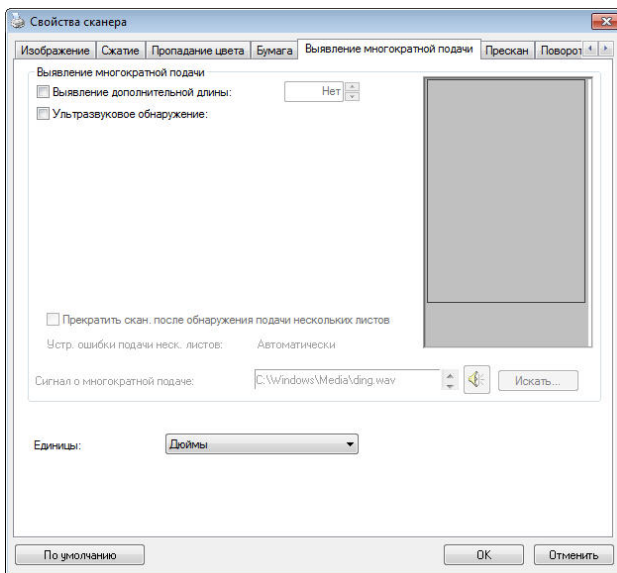 Свойства сканера
Изображение Сжатие Пропадание цвета Бумага Выявление многократной подачи Прескан Поворот
Выявление многократной подачи
Выявление дополнительной длины: Нет
Ультразвуковое обнаружение:
Прекратить скан. после обнаружения подачи нескольких листов
Устр. ошибки подачи неск. листов: Автоматически
Сигнал о многократной подаче: C:\Windows\Media\ding.wav Искать...
Единицы: Дюймы
По умолчанию OK Отменить